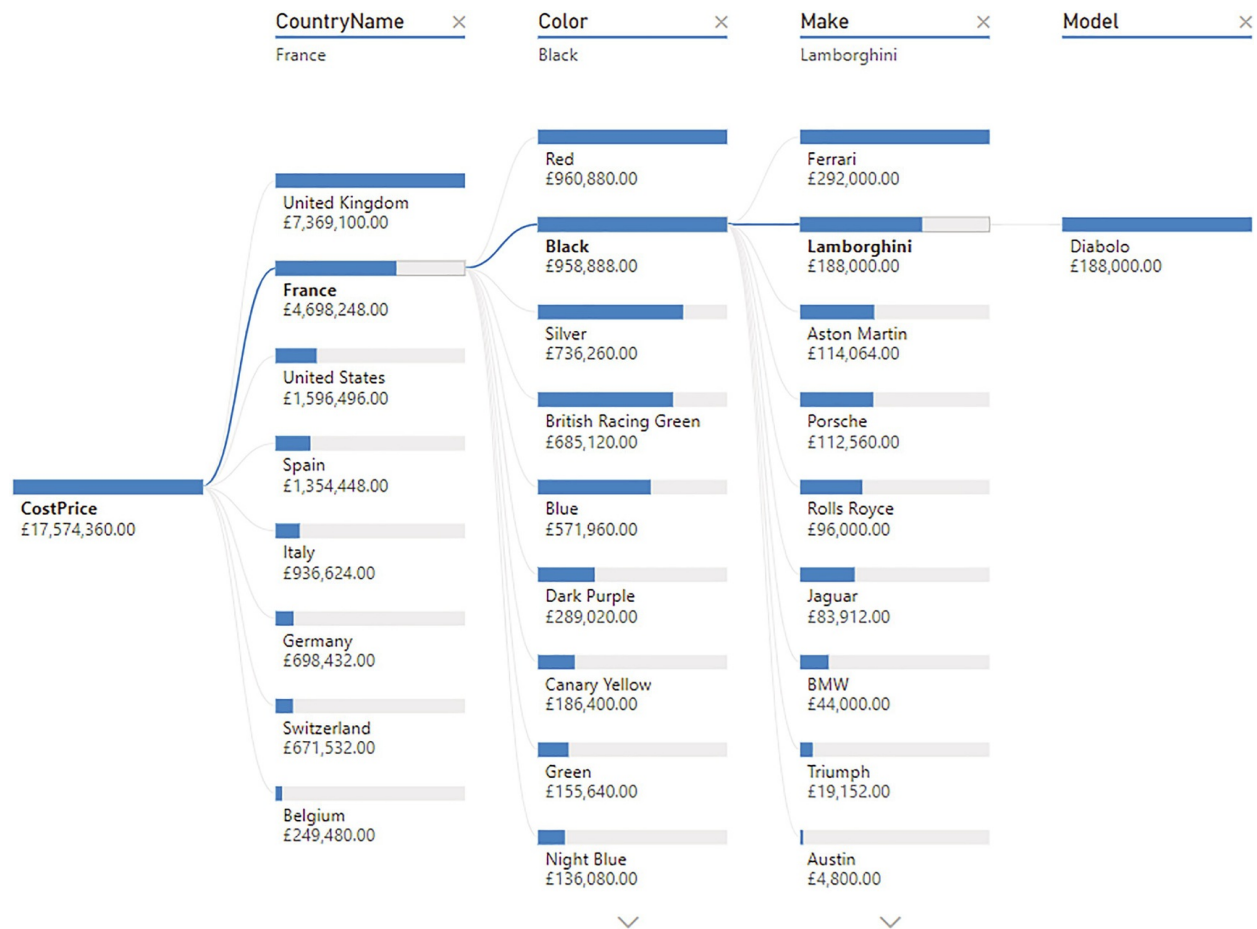 CountryName
France
Color
Black
Make
Lamborghini
Model
CostPrice
£17,574,360.00
United Kingdom
£7,369,100.00
France
£4,698,248.00
United States
£1,596,496.00
Spain
£1,354,448.00
Italy
£936,624.00
Germany
£698,432.00
Switzerland
£671,532.00
Belgium
£249,480.00
Red
£960,880.00
Black
£958,888.00
Silver
£736,260.00
British Racing Green
£685,120.00
Blue
£571,960.00
Dark Purple
£289,020.00
Canary Yellow
£186,400.00
Green
£155,640.00
Night Blue
£136,080.00
Ferrari
£292,000.00
Lamborghini
£188,000.00
Aston Martin
£114,064.00
Porsche
£112,560.00
Rolls Royce
£96,000.00
Jaguar
£83,912.00
BMW
£44,000.00
Triumph
£19,152.00
Austin
£4,800.00
Diabolo
£188,000.00